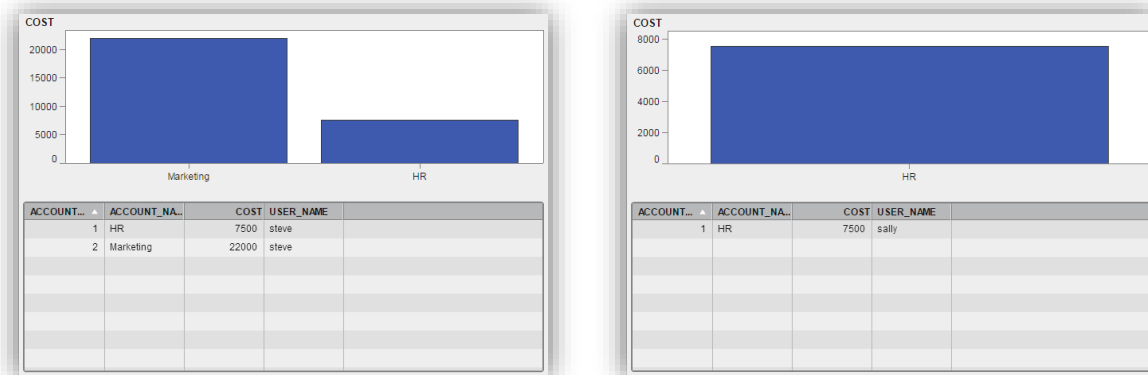 COST
20000
15000
10000
5000
0
Marketing HR
ACCOUNT... ACCOUNT_NA... COST USER_NAME
1 HR 7500 steve
2 Marketing 22000 steve
COST
8000
6000
4000
2000
0
HR
ACCOUNT... ACCOUNT_NA... COST USER_NAME
1 HR 7500 sally